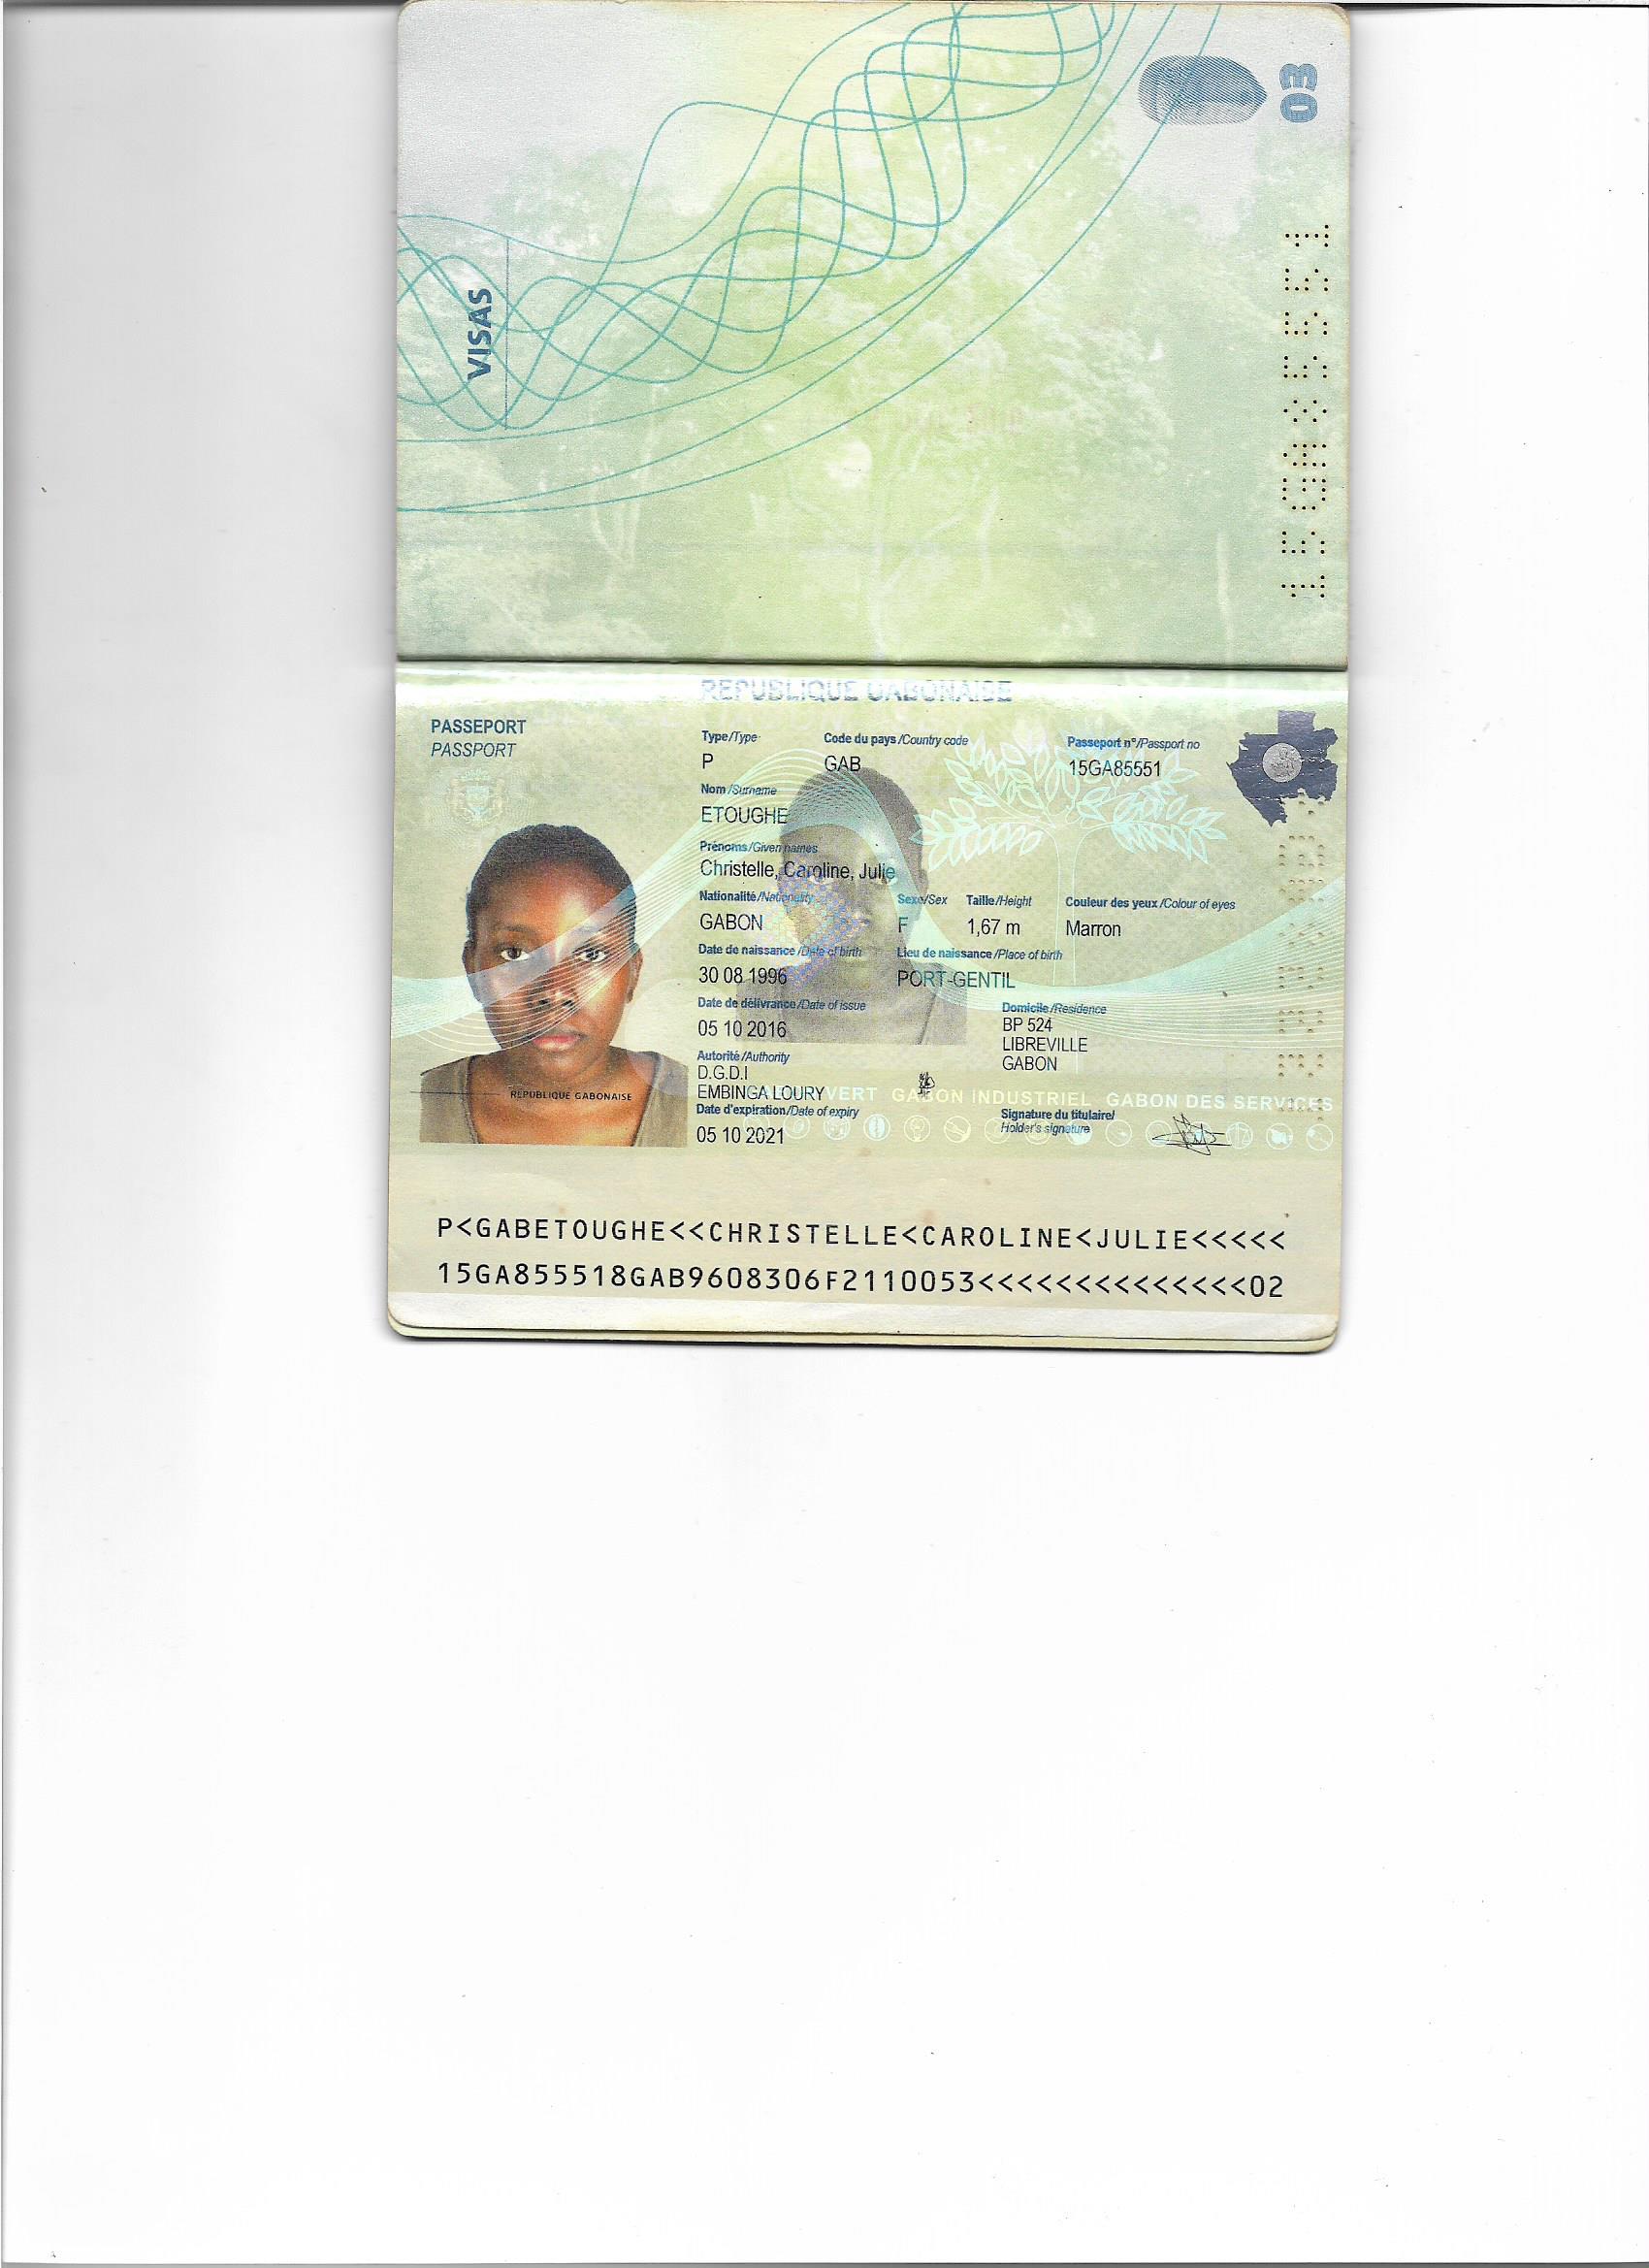 03
VISAS
15GA85551
REPUBLIQUE GABONAISE
PASSEPORT
PASSPORT
Type/Type
Code du pays/Country code
Passeport n°/Passport no
P
GAB
15GA85551
Nom/Surname
ETOUGHE
Prénoms/Given names
Christelle, Caroline, Julie
Nationalité/Nationality
Sexe/Sex
Taille/Height
Couleur des yeux/Colour of eyes
GABON
F
1,67 m
Marron
Date de naissance/Date of birth
Lieu de naissance/Place of birth
30 08 1996
PORT-GENTIL
Date de délivrance/Date of issue
Domicile/Residence
05 10 2016
BP 524
LIBREVILLE
GABON
Autorité/Authority
D.G.D.I
EMBINGA LOURY
REPUBLIQUE GABONAISE
VERT GABON INDUSTRIEL GABON DES SERVICES
Date d'expiration/Date of expiry
Signature du titulaire/
Holder's signature
05 10 2021
P<GABETOUGHE<<CHRISTELLE<CAROLINE<JULIE<<<<<
15GA855518GAB9608306F2110053<<<<<<<<<<<<<<02